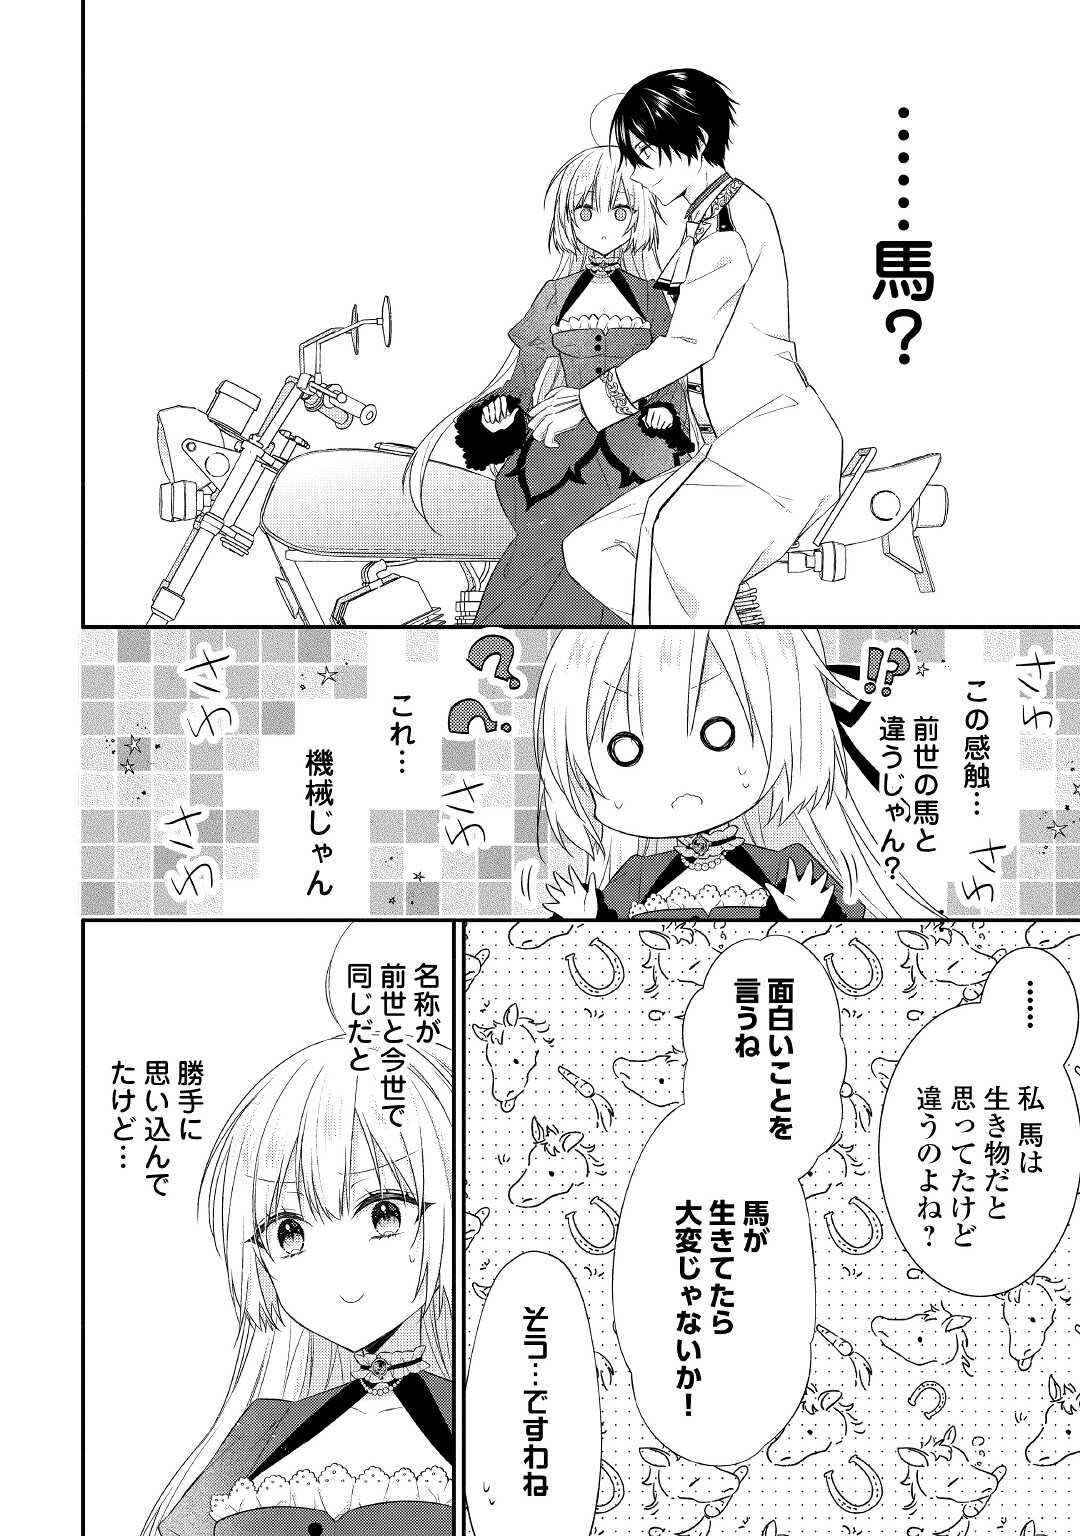 ………馬？
この感触…
前世の馬と
違うじゃん？
!?
？？
これ…
機械じゃん
さわ
さわ
さわ
さわ
さわ
……
私 馬は
生き物だと
思ってたけど
違うのよね？
面白いことを
言うね
馬が
生きてたら
大変じゃないか！
そう…ですわね
名称が
前世と今世で
同じだと
勝手に
思い込んで
たけど…